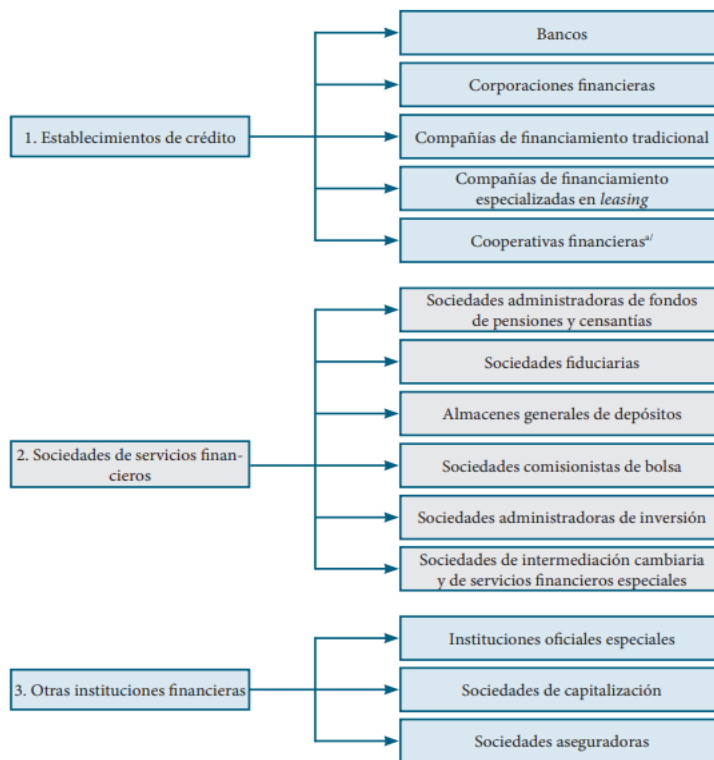 1. Establecimientos de crédito
Bancos
Corporaciones financieras
Compañías de financiamiento tradicional
Compañías de financiamiento
especializadas en leasing
Cooperativas financierasa/
2. Sociedades de servicios finan-
cieros
Sociedades administradoras de fondos
de pensiones y censantías
Sociedades fiduciarias
Almacenes generales de depósitos
Sociedades comisionistas de bolsa
Sociedades administradoras de inversión
Sociedades de intermediación cambiaria
y de servicios financieros especiales
3. Otras instituciones financieras
Instituciones oficiales especiales
Sociedades de capitalización
Sociedades aseguradoras